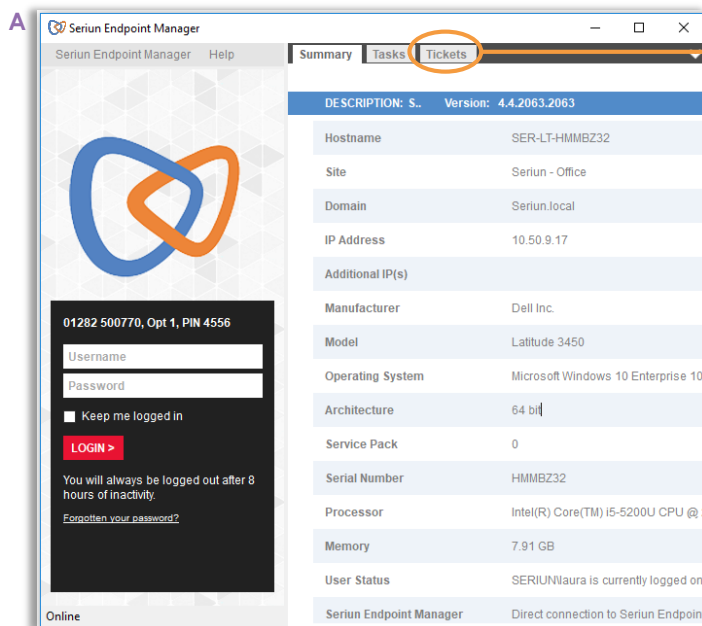 A
Seriun Endpoint Manager
Seriun Endpoint Manager Help
Summary Tasks Tickets
DESCRIPTION: S.. Version: 4.4.2063.2063
Hostname SER-LT-HMMBZ32
Site Seriun - Office
Domain Seriun.local
IP Address 10.50.9.17
Additional IP(s)
Manufacturer Dell Inc.
Model Latitude 3450
Operating System Microsoft Windows 10 Enterprise 10
Architecture 64 bit
Service Pack 0
Serial Number HMMBZ32
Processor Intel(R) Core(TM) i5-5200U CPU @
Memory 7.91 GB
User Status SERIUN\laura is currently logged on
Seriun Endpoint Manager Direct connection to Seriun Endpoin
01282 500770, Opt 1, PIN 4556
Username
Password
Keep me logged in
LOGIN >
You will always be logged out after 8
hours of inactivity.
Forgotten your password?
Online